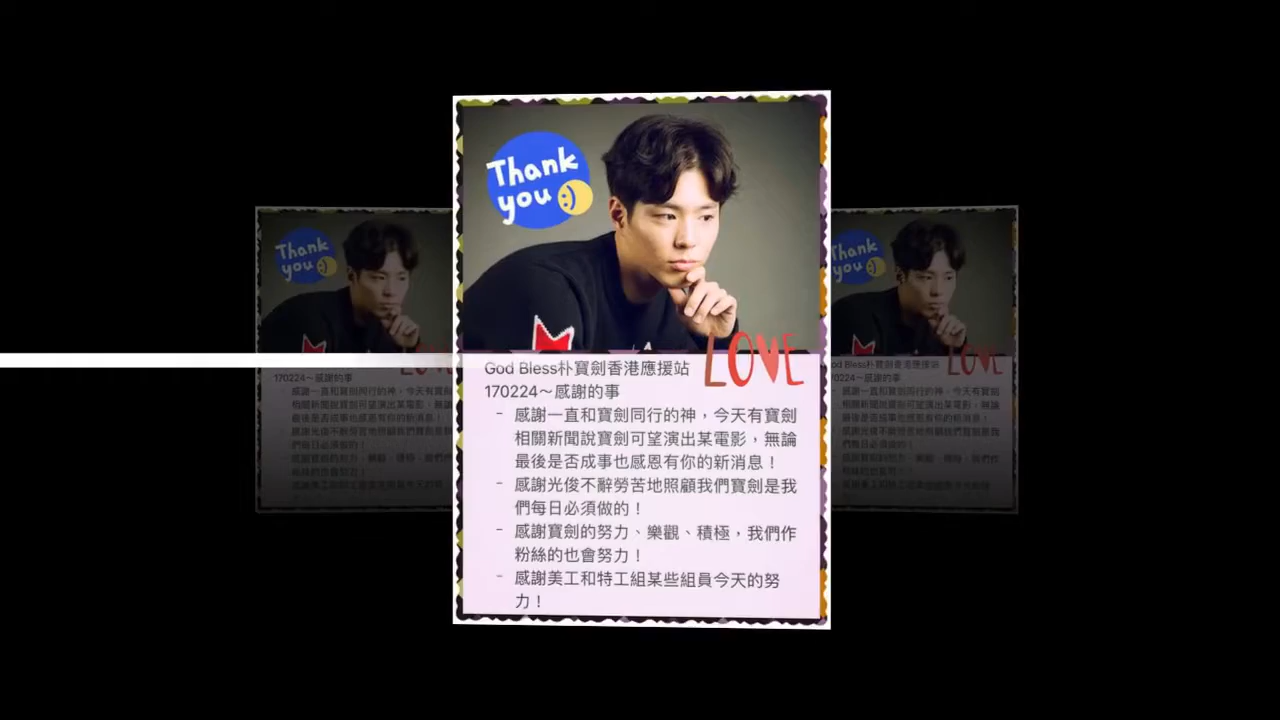 Thank
you
LOVE
God Bless朴寶劍香港應援站
170224～感謝的事
- 感謝一直和寶劍同行的神，今天有寶劍
相關新聞說寶劍可望演出某電影，無論
最後是否成事也感恩有你的新消息！
- 感謝光俊不辭勞苦地照顧我們寶劍是我
們每日必須做的！
- 感謝寶劍的努力、樂觀、積極，我們作
粉絲的也會努力！
- 感謝美工和特工組某些組員今天的努
力！